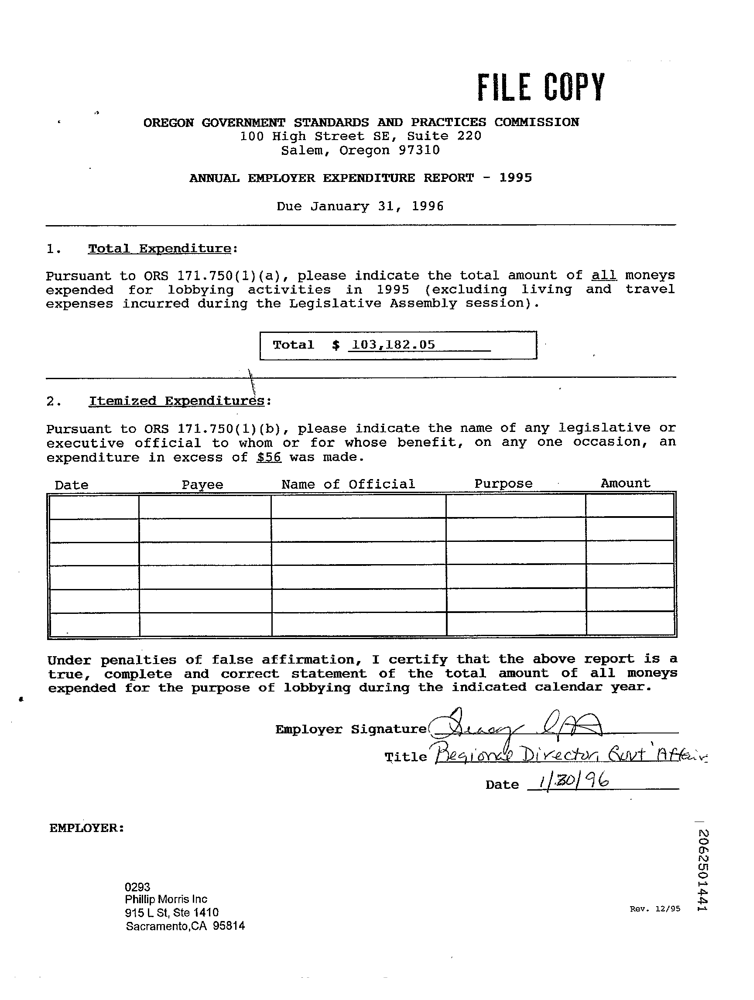 FILE COPY
OREGON GOVERNMENT STANDARDS AND PRACTICES COMMISSION
100 High Street SE, Suite 220
Salem, Oregon 97310
ANNUAL EMPLOYER EXPENDITURE REPORT - 1995
Due January 31, 1996
1. Total Expenditure:
Pursuant to ORS 171.750(1)(a), please indicate the total amount of all moneys
expended for lobbying activities in 1995 (excluding living and travel
expenses incurred during the Legislative Assembly session).
Total $ 103,182.05
2. Itemized Expenditures:
Pursuant to ORS 171.750(1)(b), please indicate the name of any legislative or
executive official to whom or for whose benefit, on any one occasion, an
expenditure in excess of $56 was made.
Date Payee Name of Official Purpose Amount
Under penalties of false affirmation, I certify that the above report is a
true, complete and correct statement of the total amount of all moneys
expended for the purpose of lobbying during the indicated calendar year.
Employer Signature
Title Regional Director, Govt Affair
Date 1/30/96
EMPLOYER:
0293
Phillip Morris Inc
915 L St, Ste 1410
Sacramento,CA 95814
Rev. 12/95
2062501441